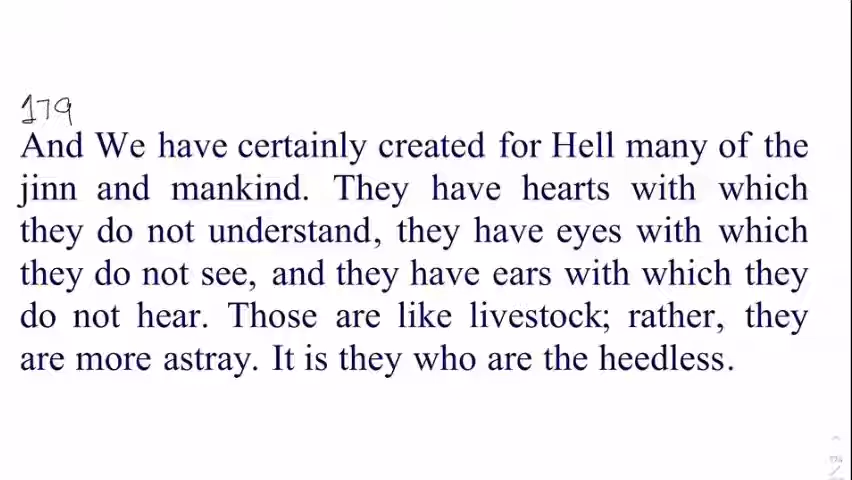 179
And We have certainly created for Hell many of the
jinn and mankind. They have hearts with which
they do not understand, they have eyes with which
they do not see, and they have ears with which they
do not hear. Those are like livestock; rather, they
are more astray. It is they who are the heedless.
174